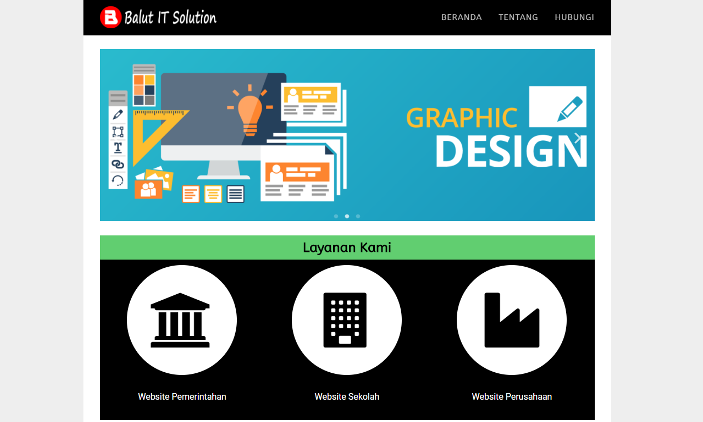 Balut IT Solution
BERANDA TENTANG HUBUNGI
GRAPHIC
DESIGN
Layanan Kami
Website Pemerintahan Website Sekolah Website Perusahaan